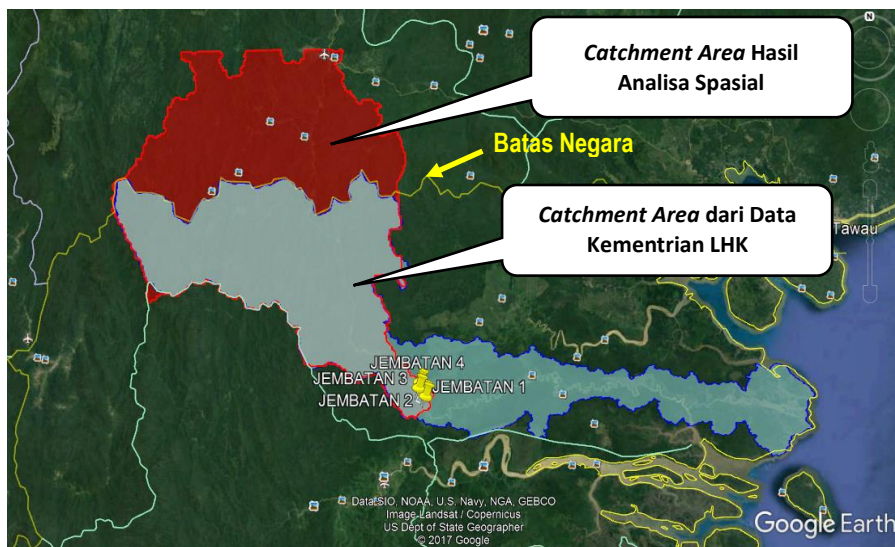 N
Catchment Area Hasil
Analisa Spasial
Batas Negara
Catchment Area dari Data
Kementrian LHK
Tawau
JEMBATAN 4
JEMBATAN 3
JEMBATAN 1
JEMBATAN 2
Data SIO, NOAA, U.S. Navy, NGA, GEBCO
Image Landsat / Copernicus
US Dept of State Geographer
© 2017 Google
Google Earth